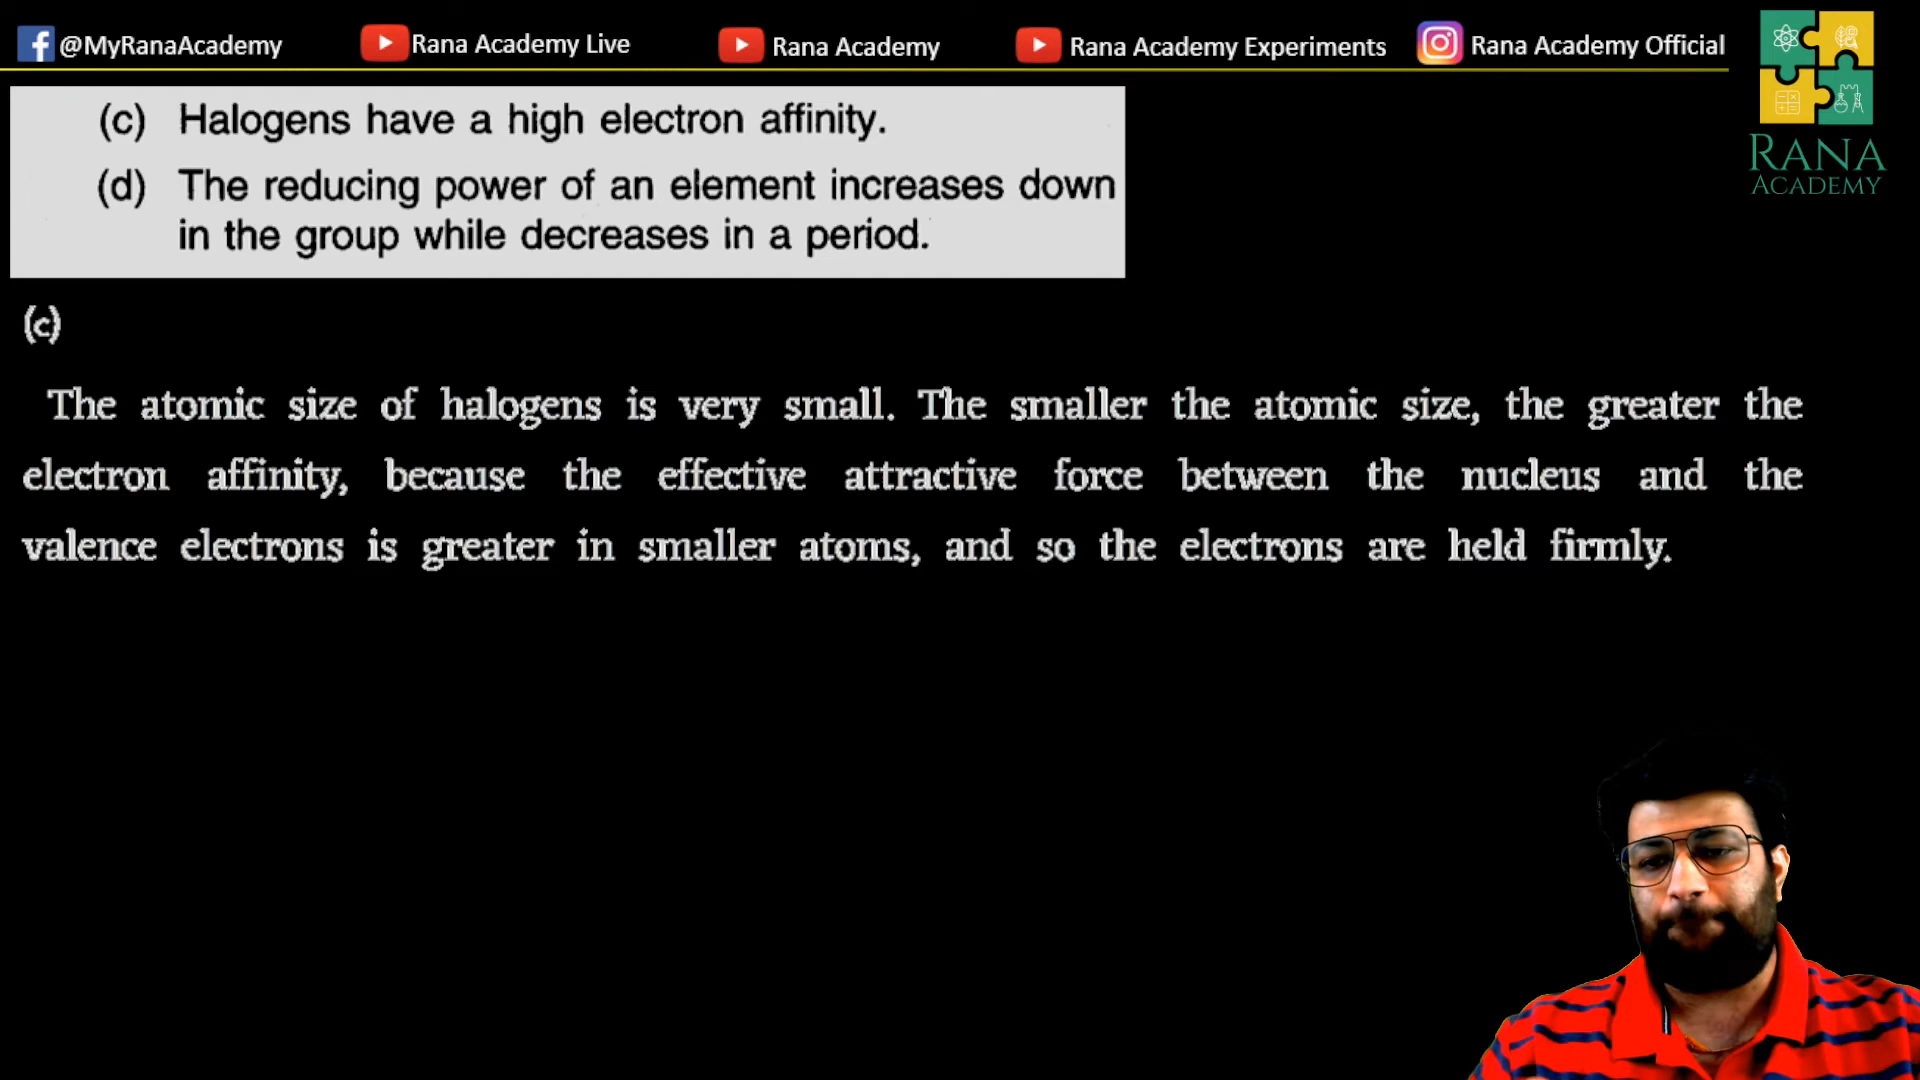 @MyRanaAcademy Rana Academy Live Rana Academy Rana Academy Experiments Rana Academy Official
RANA
ACADEMY
(c) Halogens have a high electron affinity.
(d) The reducing power of an element increases down
in the group while decreases in a period.
(c)
The atomic size of halogens is very small. The smaller the atomic size, the greater the
electron affinity, because the effective attractive force between the nucleus and the
valence electrons is greater in smaller atoms, and so the electrons are held firmly.